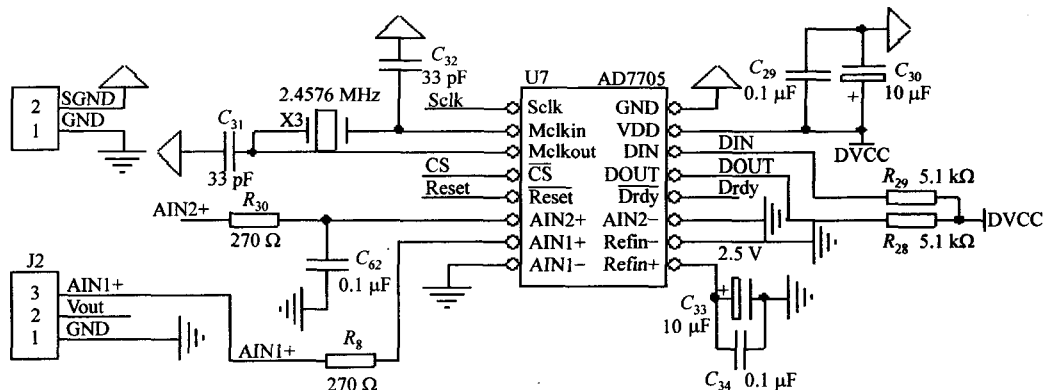 C32
33 pF
U7
AD7705
C29
0.1 μF
C30
10 μF
+
2
SGND
1
GND
2.4576 MHz
X3
C31
33 pF
Sclk
Sclk
GND
Mclkin
VDD
DVCC
Mclkout
DIN
DIN
CS
CS
DOUT
DOUT
Reset
Reset
Drdy
Drdy
R29 5.1 kΩ
AIN2+
R30
270 Ω
AIN2+
AIN2−
DVCC
R28 5.1 kΩ
AIN1+
Refin−
2.5 V
AIN1−
Refin+
C62
0.1 μF
J2
3
AIN1+
2
Vout
1
GND
+
C33
10 μF
AIN1+
R8
270 Ω
C34
0.1 μF